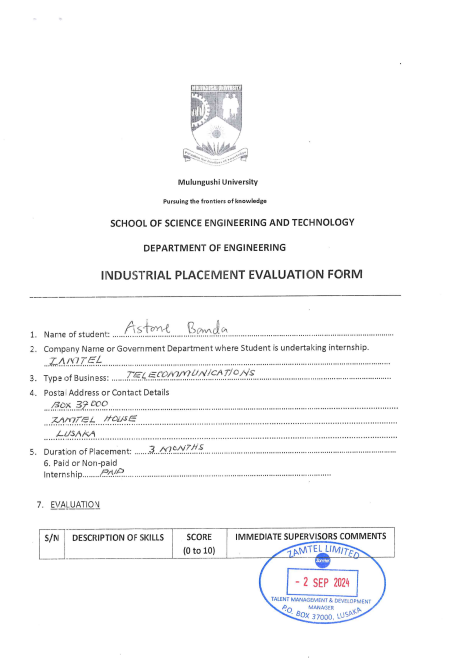 MULUNGUSHI UNIVERSITY
Mulungushi University
Pursuing the frontiers of knowledge
SCHOOL OF SCIENCE ENGINEERING AND TECHNOLOGY
DEPARTMENT OF ENGINEERING
INDUSTRIAL PLACEMENT EVALUATION FORM
1. Name of student: Astone Banda
2. Company Name or Government Department where Student is undertaking internship.
ZAMTEL
3. Type of Business: TELECOMMUNICATIONS
4. Postal Address or Contact Details
BOX 37000
ZAMTEL HOUSE
LUSAKA
5. Duration of Placement: 3 MONTHS
6. Paid or Non-paid
Internship PAID
7. EVALUATION
S/N DESCRIPTION OF SKILLS SCORE (0 to 10) IMMEDIATE SUPERVISORS COMMENTS
ZAMTEL LIMITED
- 2 SEP 2024
TALENT MANAGEMENT & DEVELOPMENT
MANAGER
P.O. BOX 37000, LUSAKA